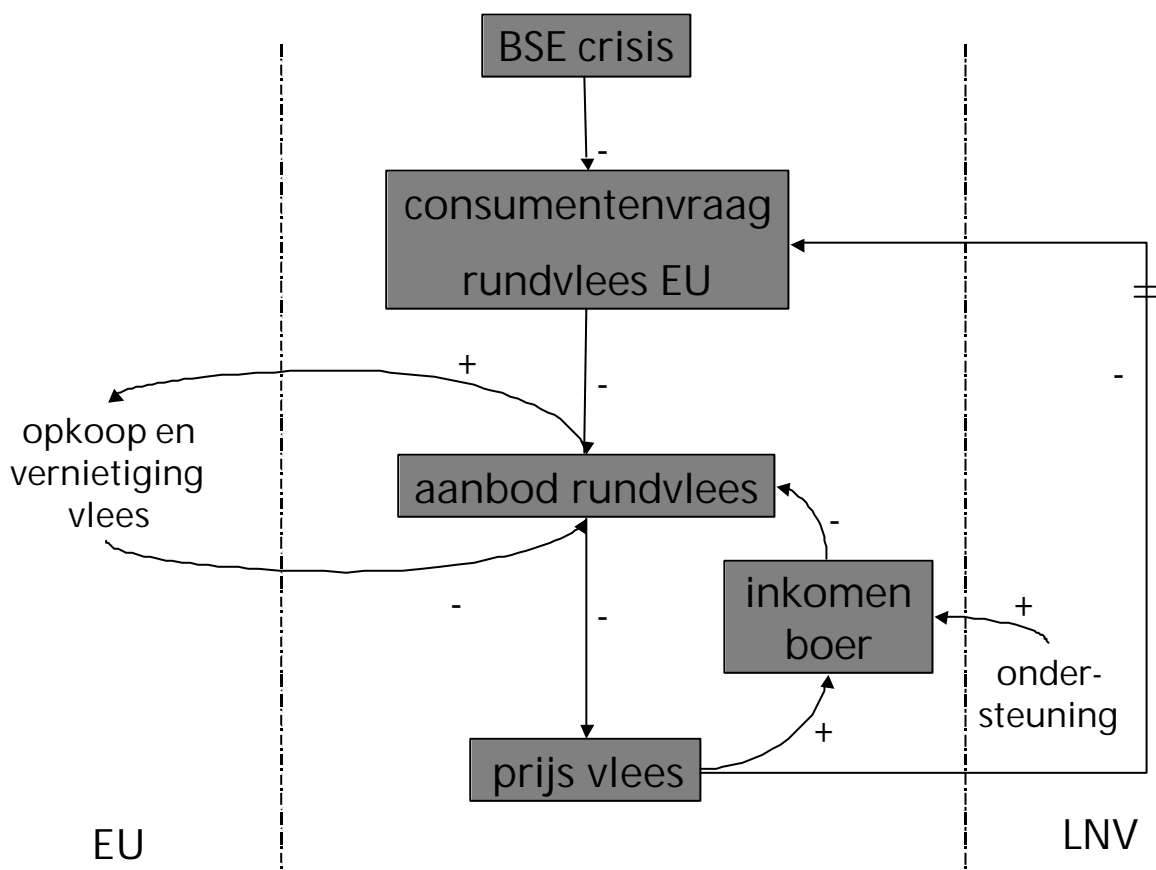 BSE crisis
-
consumentenvraag
rundvlees EU
+
-
-
opkoop en
vernietiging
vlees
aanbod rundvlees
-
-
-
inkomen
boer
+
onder-
steuning
+
prijs vlees
EU
LNV